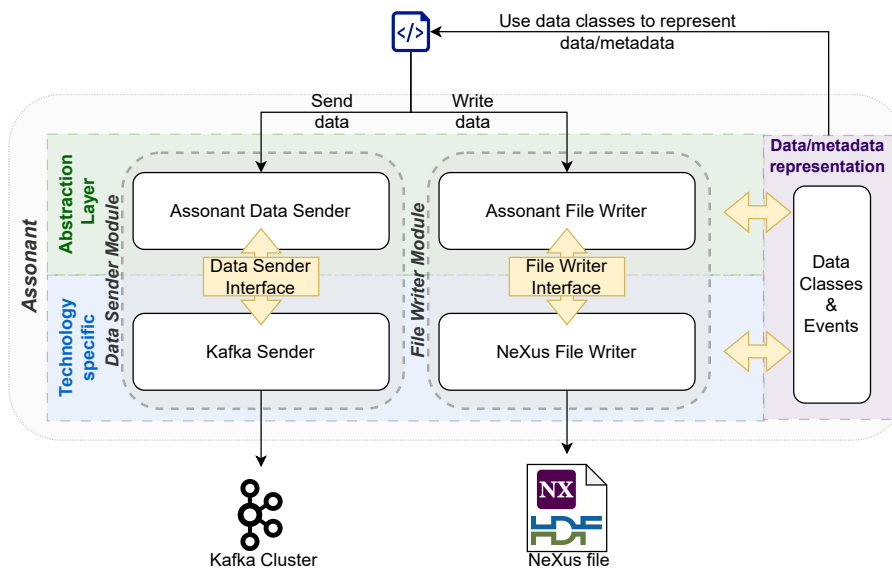 </>
Use data classes to represent
data/metadata
Send
data
Write
data
Assonant
Abstraction
Layer
Technology
specific
Data Sender Module
Assonant Data Sender
Data Sender
Interface
Kafka Sender
File Writer Module
Assonant File Writer
File Writer
Interface
NeXus File Writer
Data/metadata
representation
Data
Classes
&
Events
Kafka Cluster
NX
HDF
NeXus file